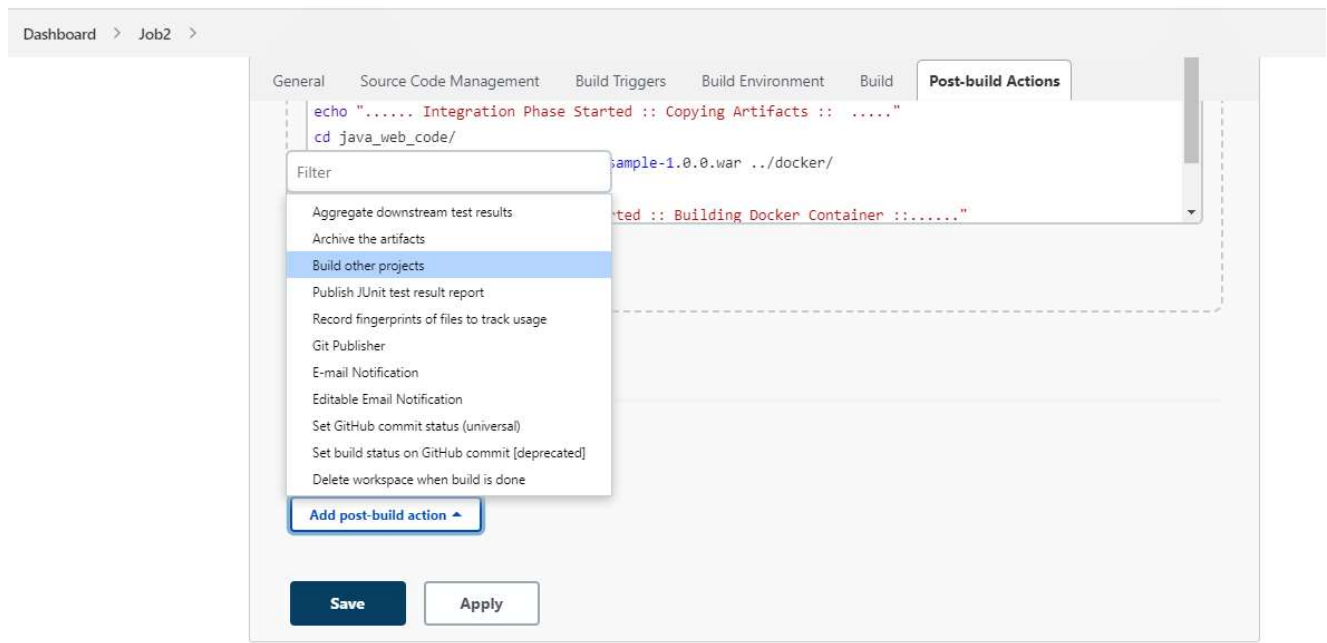 Dashboard > Job2 >
General Source Code Management Build Triggers Build Environment Build Post-build Actions
echo "...... Integration Phase Started :: Copying Artifacts :: ....."
cd java_web_code/
Filter
sample-1.0.0.war ../docker/
Aggregate downstream test results
ted :: Building Docker Container ::......"
Archive the artifacts
Build other projects
Publish JUnit test result report
Record fingerprints of files to track usage
Git Publisher
E-mail Notification
Editable Email Notification
Set GitHub commit status (universal)
Set build status on GitHub commit [deprecated]
Delete workspace when build is done
Add post-build action
Save Apply